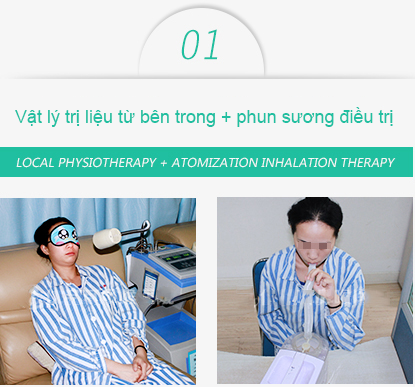 01
Vật lý trị liệu từ bên trong + phun sương điều trị
LOCAL PHYSIOTHERAPY + ATOMIZATION INHALATION THERAPY